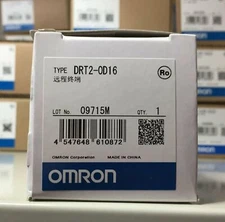 TYPE DRT2-OD16
远程终端
Ro
LOT No. 09715M
QTY. 1
4 547648 610872
OMRON Corporation MADE IN CHINA
OMRON